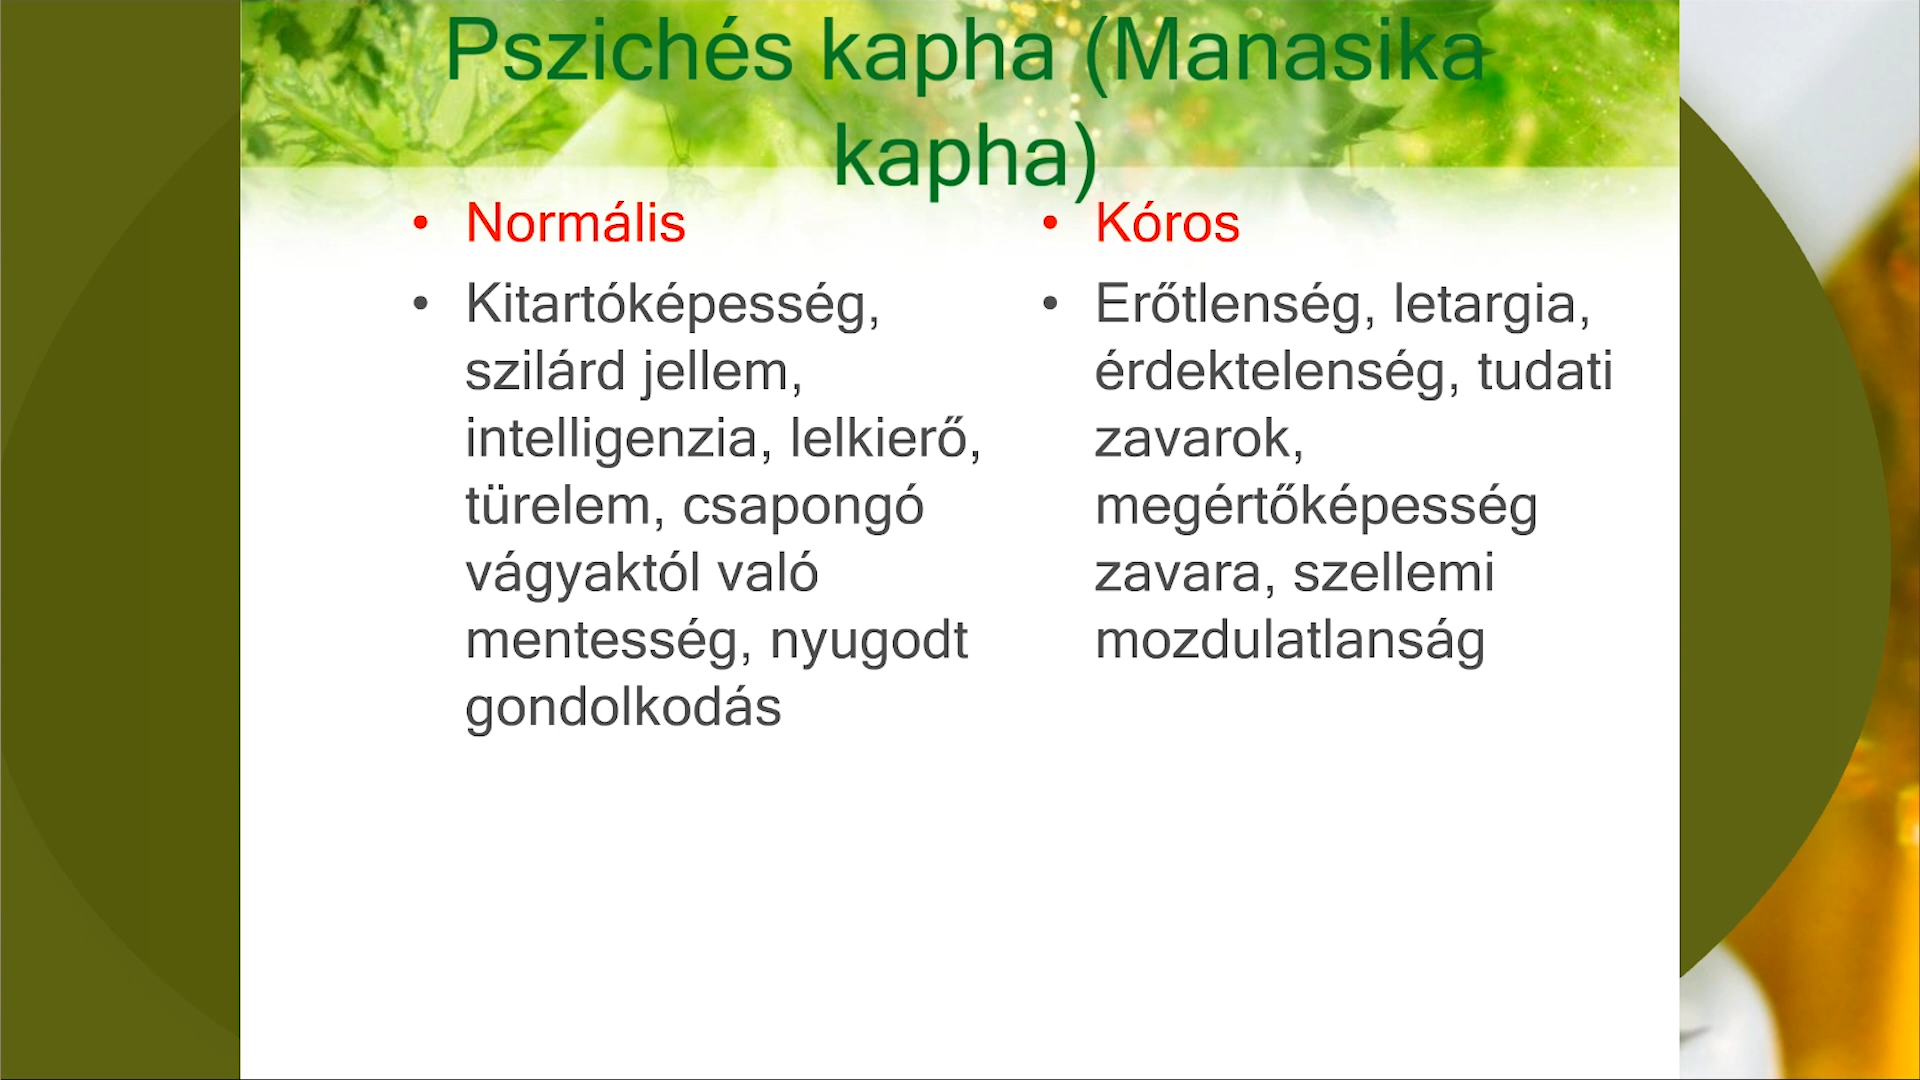 Pszichés kapha (Manasika
kapha)
• Normális
• Kitartóképesség,
szilárd jellem,
intelligenzia, lelkierő,
türelem, csapongó
vágyaktól való
mentesség, nyugodt
gondolkodás
• Kóros
• Erőtlenség, letargia,
érdektelenség, tudati
zavarok,
megértőképesség
zavara, szellemi
mozdulatlanság